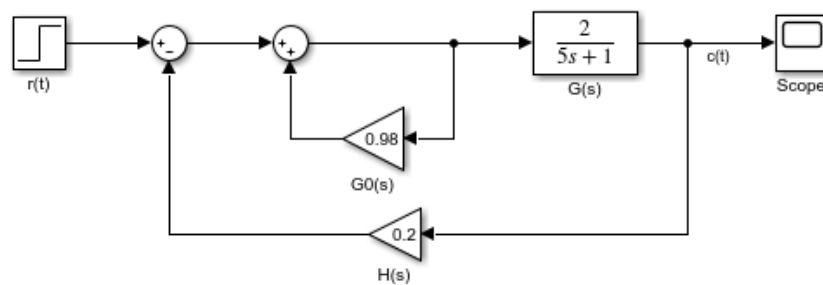 r(t)
+
−
+
+
2
5s + 1
G(s)
c(t)
Scope
0.98
G0(s)
0.2
H(s)